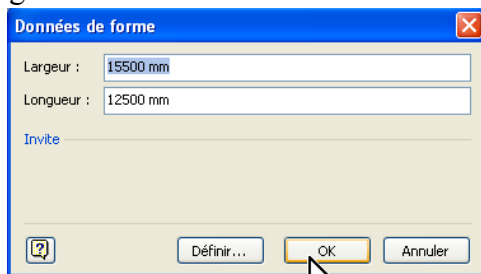 g
Données de forme
Largeur : 15500 mm
Longueur : 12500 mm
Invite
Définir... OK Annuler